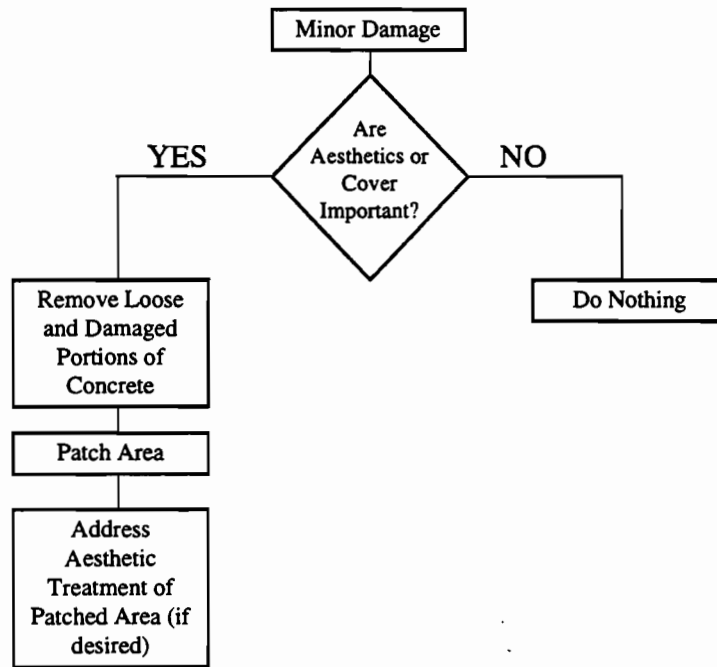 Minor Damage
Are
Aesthetics or
Cover
Important?
YES
NO
Remove Loose
and Damaged
Portions of
Concrete
Do Nothing
Patch Area
Address
Aesthetic
Treatment of
Patched Area (if
desired)